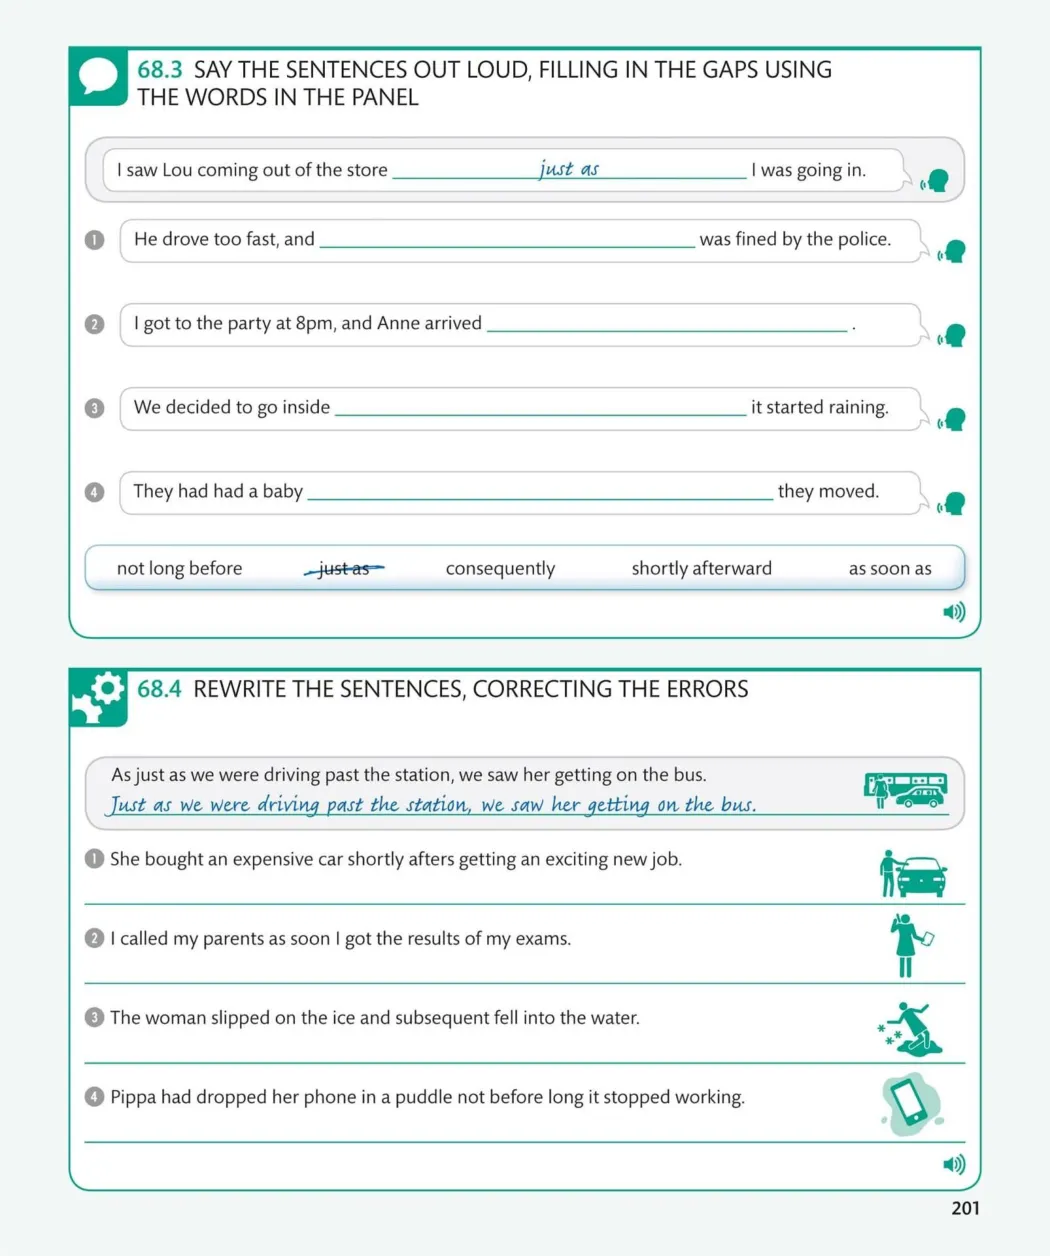 68.3 SAY THE SENTENCES OUT LOUD, FILLING IN THE GAPS USING
THE WORDS IN THE PANEL
I saw Lou coming out of the store just as I was going in.
1 He drove too fast, and ______ was fined by the police.
2 I got to the party at 8pm, and Anne arrived ______ .
3 We decided to go inside ______ it started raining.
4 They had had a baby ______ they moved.
not long before just as consequently shortly afterward as soon as
68.4 REWRITE THE SENTENCES, CORRECTING THE ERRORS
As just as we were driving past the station, we saw her getting on the bus.
Just as we were driving past the station, we saw her getting on the bus.
1 She bought an expensive car shortly afters getting an exciting new job.
2 I called my parents as soon I got the results of my exams.
3 The woman slipped on the ice and subsequent fell into the water.
4 Pippa had dropped her phone in a puddle not before long it stopped working.
201